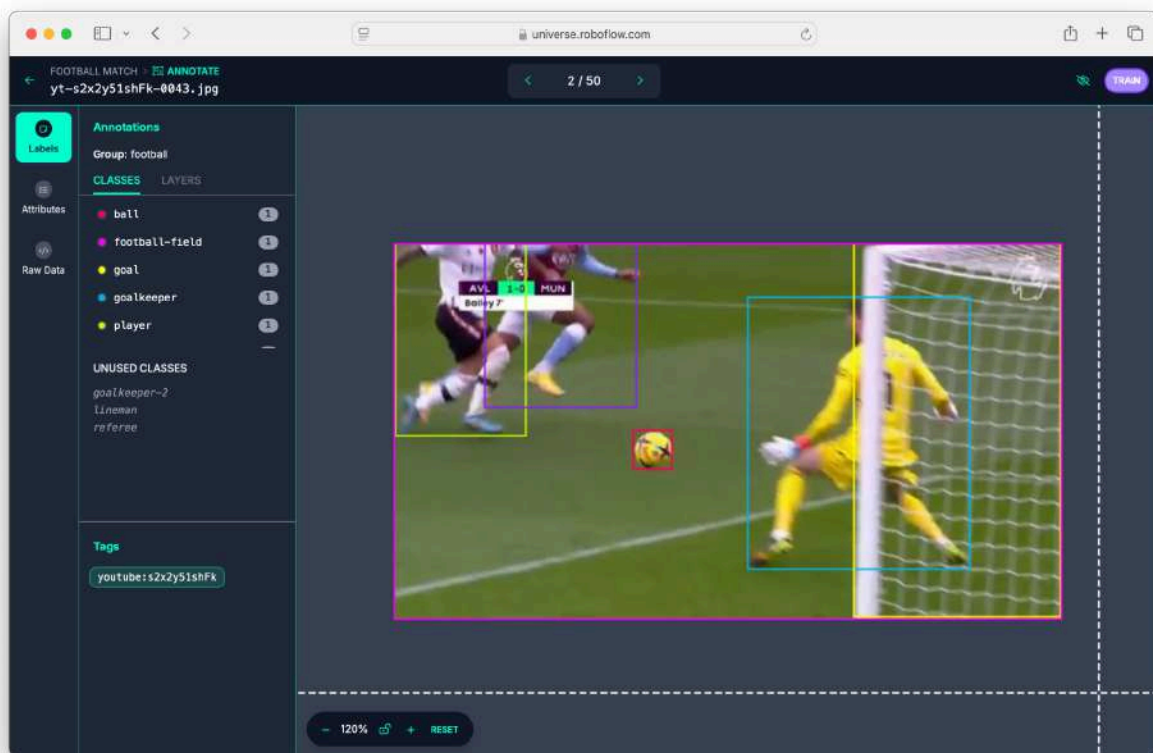 universe.roboflow.com
FOOTBALL MATCH > ANNOTATE
yt-s2x2y51shFk-0043.jpg
2 / 50
TRAIN
Labels
Attributes
</>
Raw Data
Annotations
Group: football
CLASSES LAYERS
ball 1
football-field 1
goal 1
goalkeeper 1
player 1
UNUSED CLASSES
goalkeeper-2
lineman
referee
Tags
youtube:s2x2y51shFk
AVL 1-0 MUN
Bailey 7'
- 120% + RESET